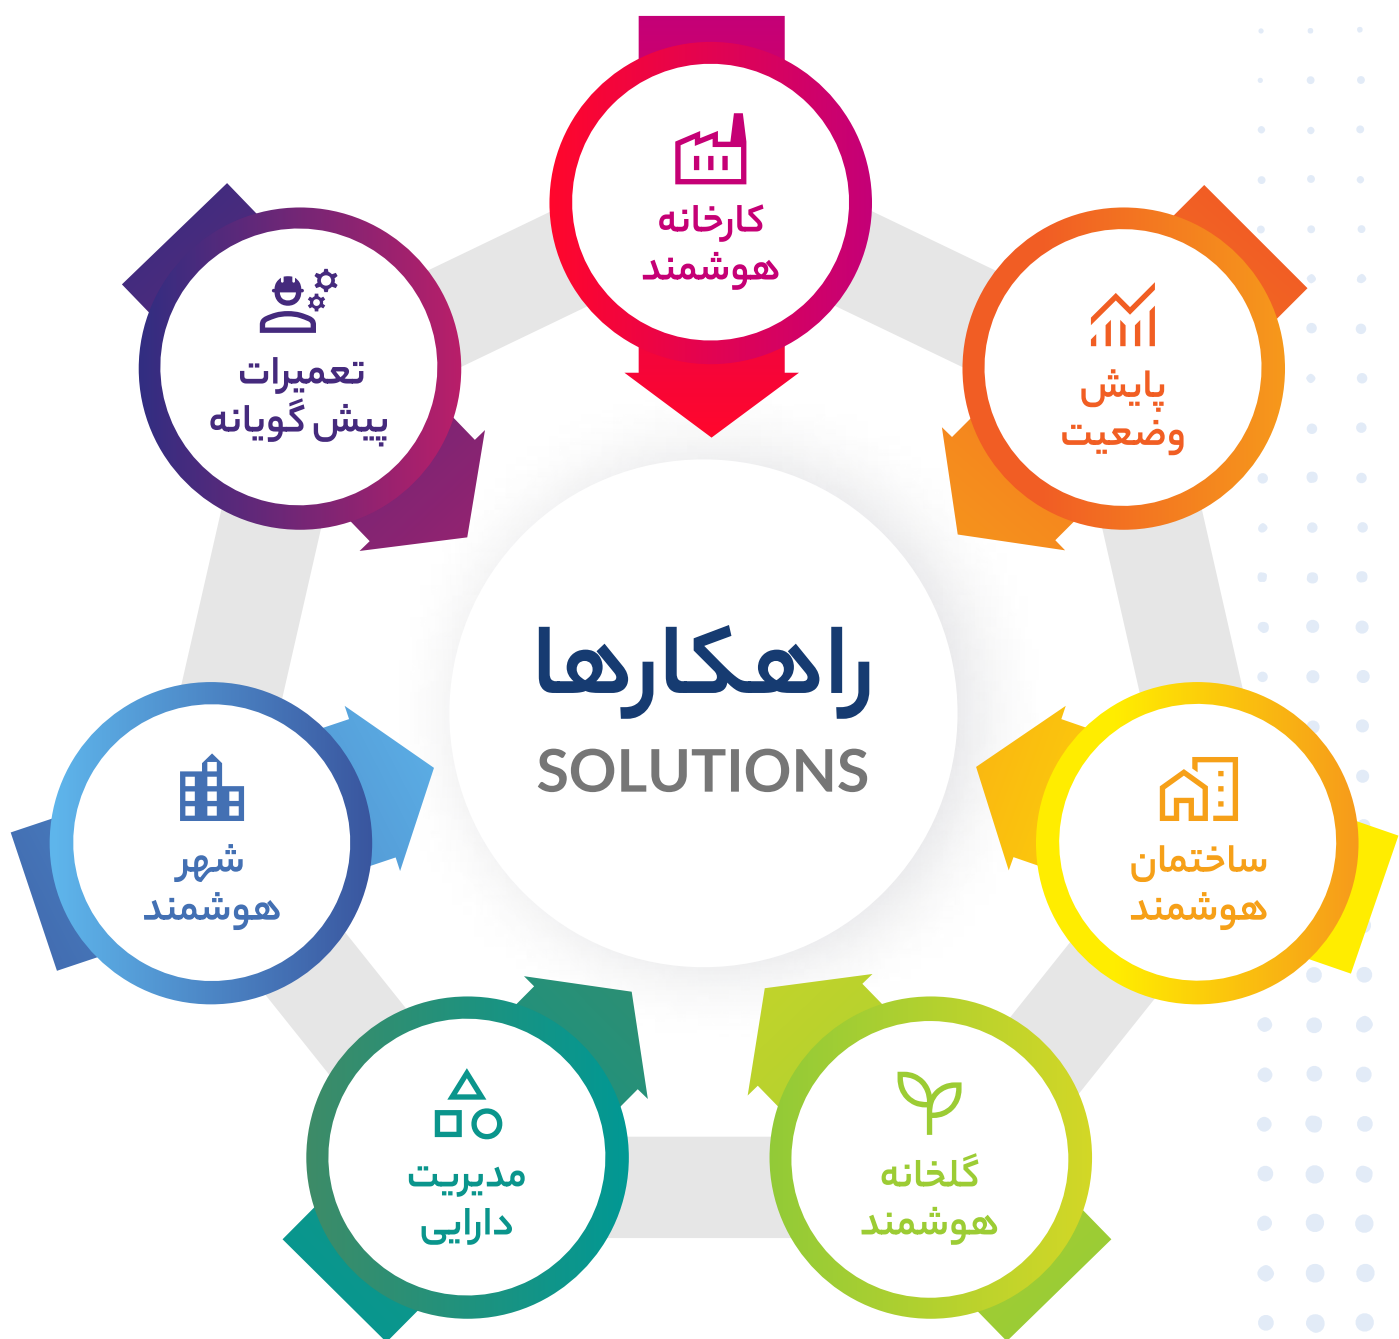 کارخانه
هوشمند
پایش
وضعیت
ساختمان
هوشمند
گلخانه
هوشمند
مدیریت
دارایی
شهر
هوشمند
تعمیرات
پیش گویانه
راهکارها
SOLUTIONS